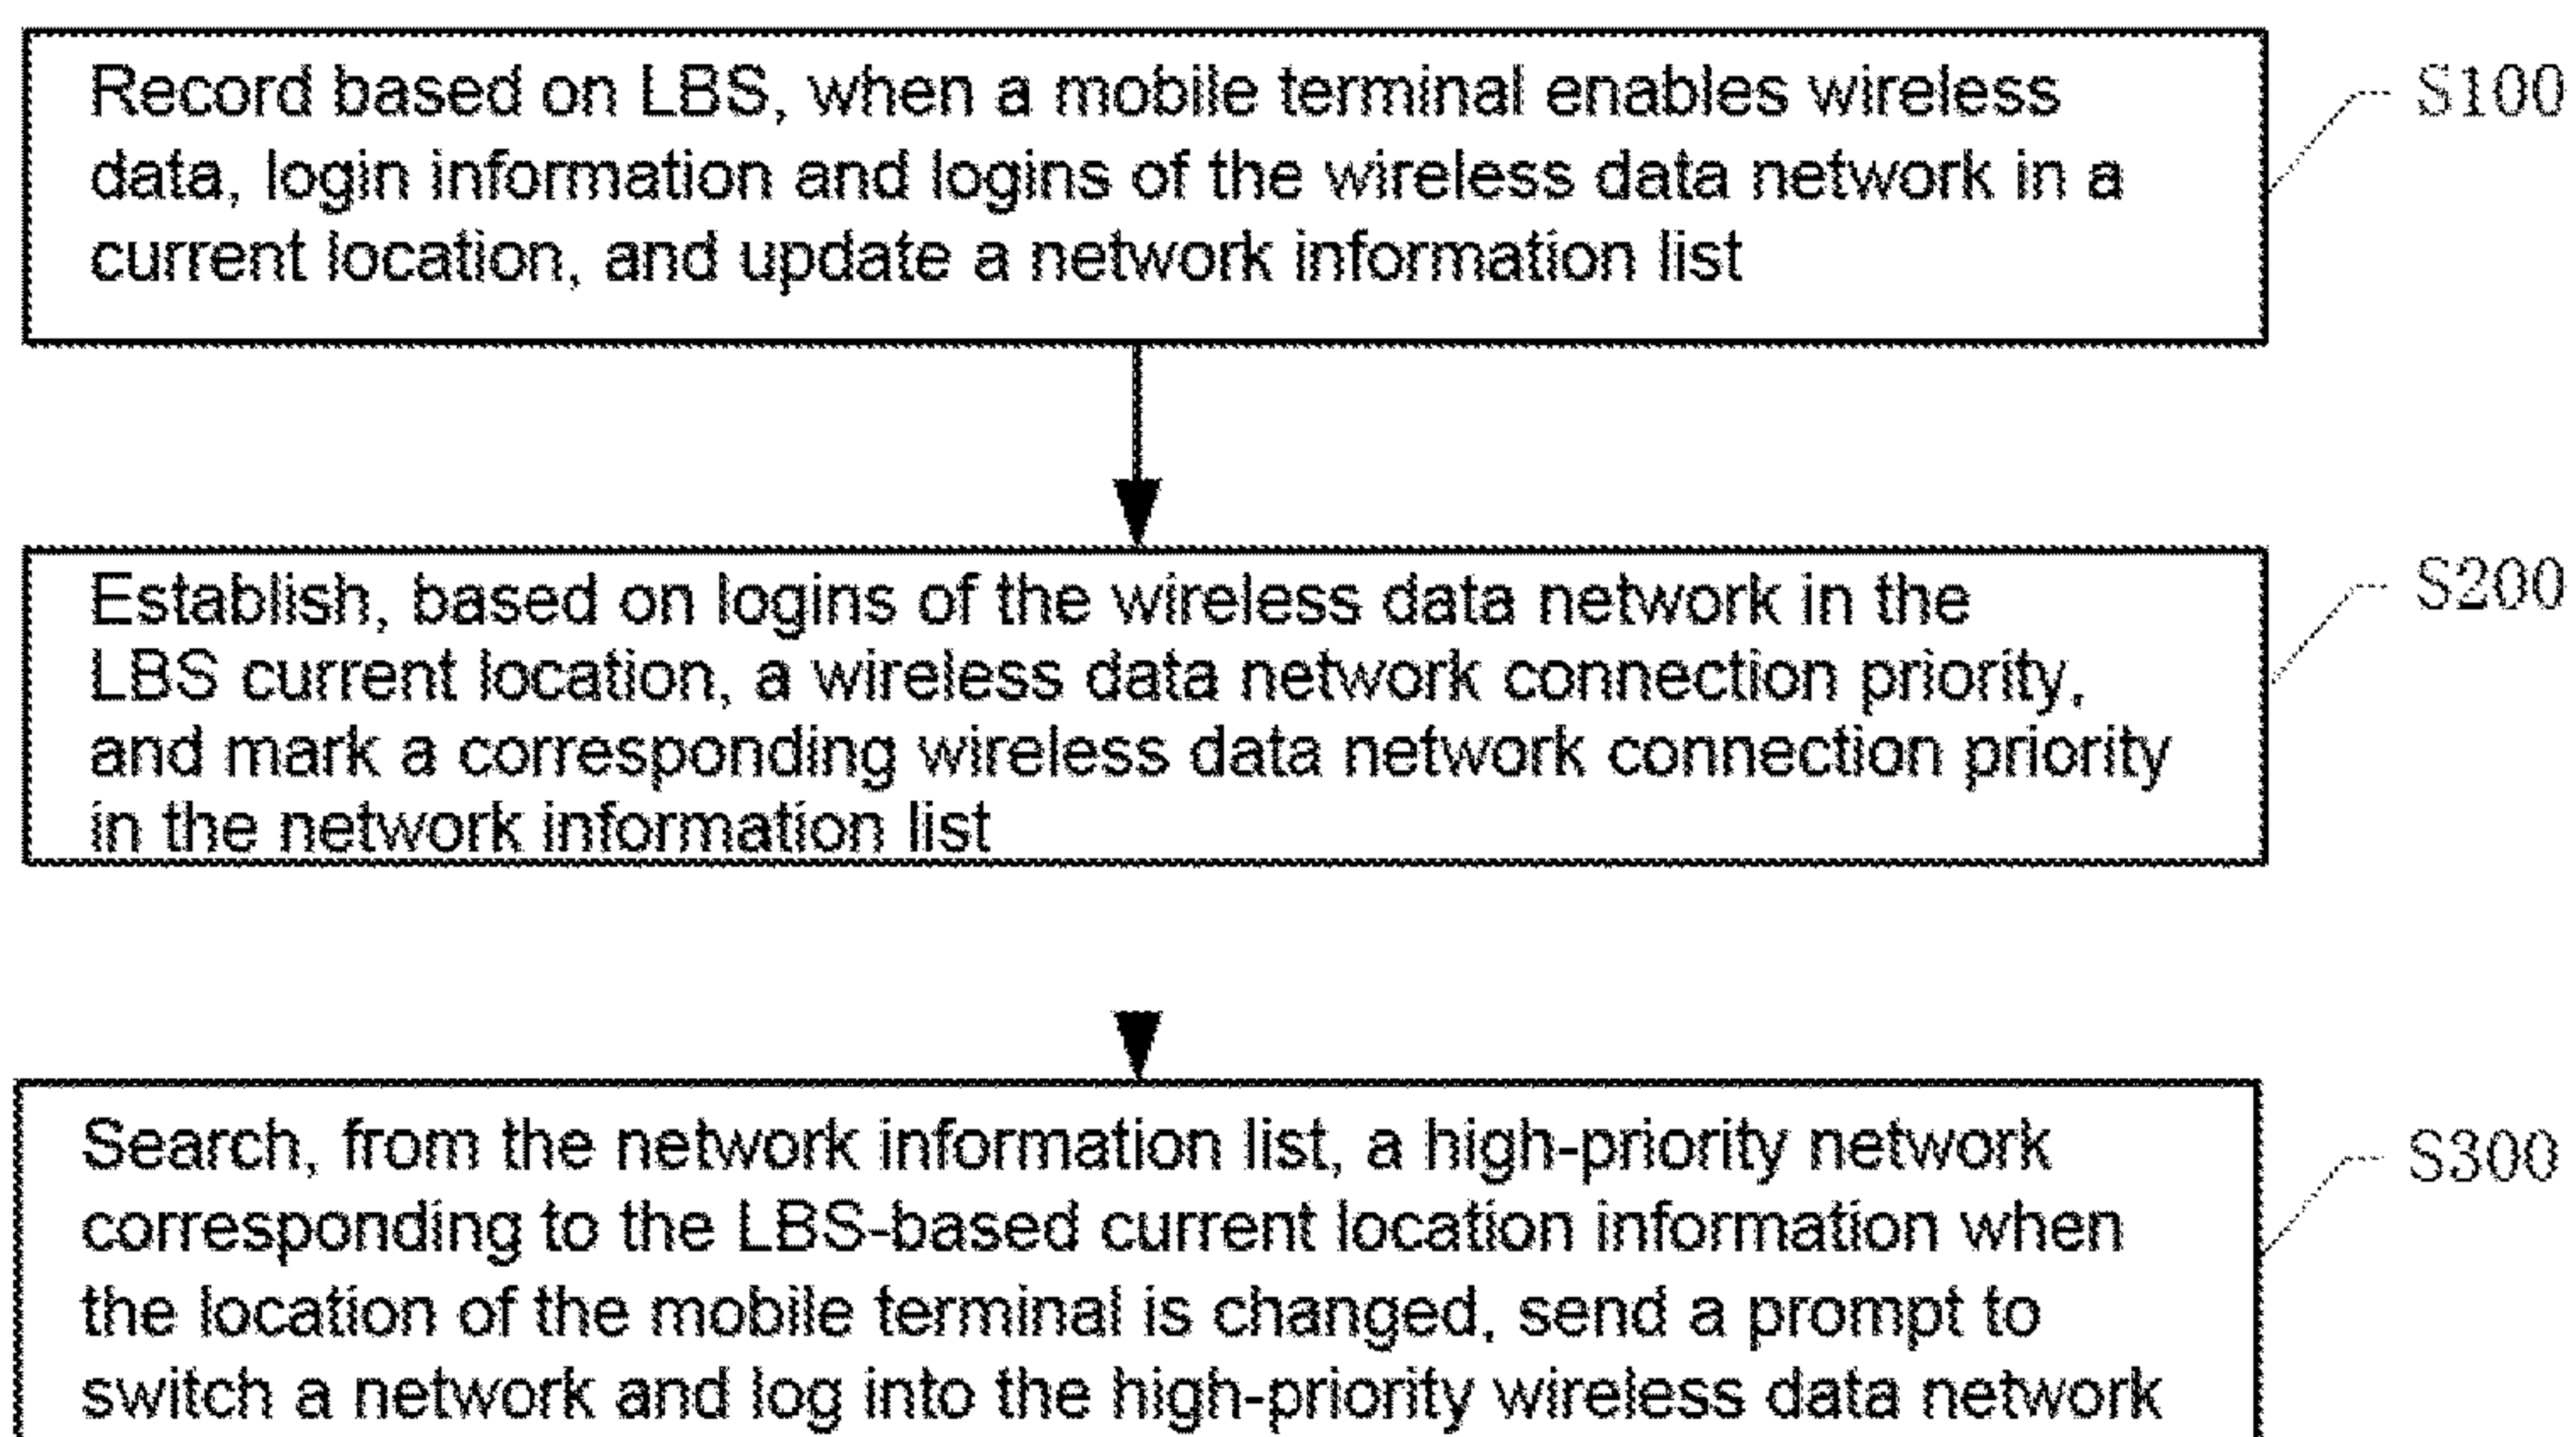 Record based on LBS, when a mobile terminal enables wireless
data, login information and logins of the wireless data network in a
current location, and update a network information list
S100
Establish, based on logins of the wireless data network in the
LBS current location, a wireless data network connection priority,
and mark a corresponding wireless data network connection priority
in the network information list
S200
Search, from the network information list, a high-priority network
corresponding to the LBS-based current location information when
the location of the mobile terminal is changed, send a prompt to
switch a network and log into the high-priority wireless data network
S300